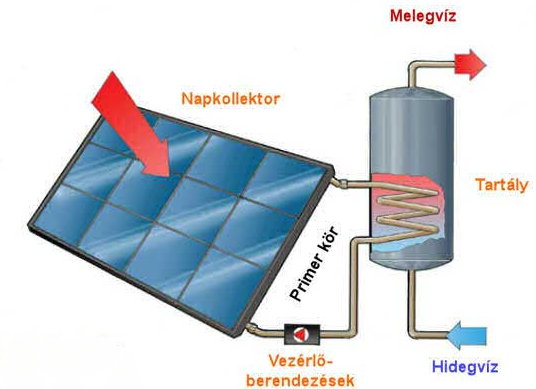 Melegvíz
Napkollektor
Tartály
Primer kör
Vezérlő-
berendezések
Hidegvíz